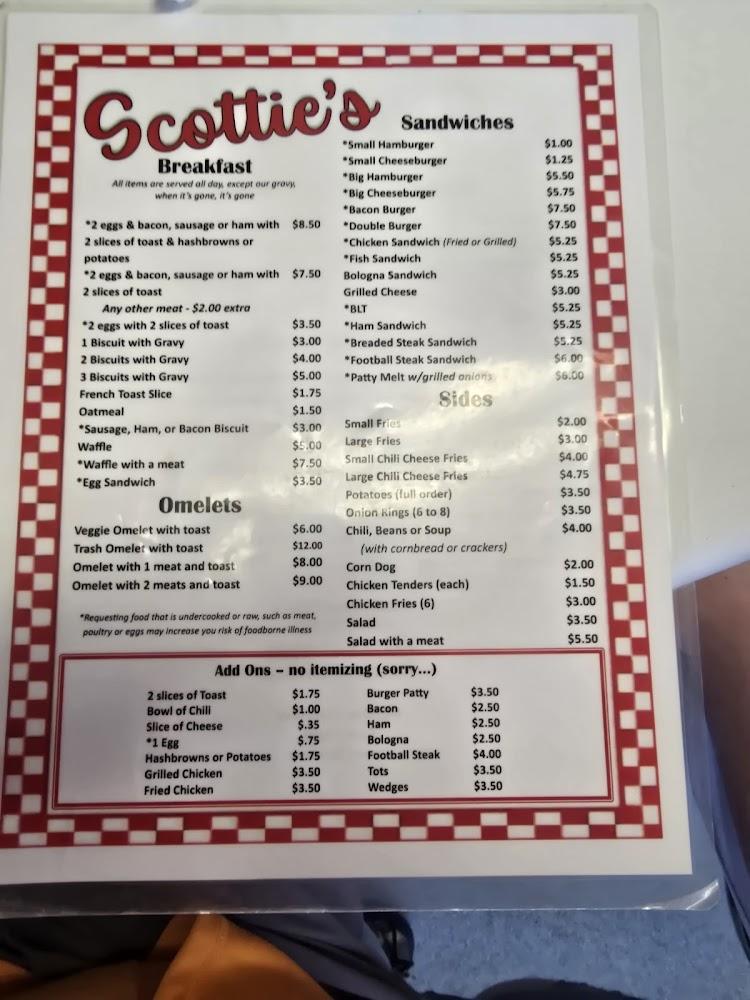 Scottie's
Breakfast
All items are served all day, except our gravy,
when it's gone, it's gone
*2 eggs & bacon, sausage or ham with $8.50
2 slices of toast & hashbrowns or
potatoes
*2 eggs & bacon, sausage or ham with $7.50
2 slices of toast
Any other meat - $2.00 extra
*2 eggs with 2 slices of toast $3.50
1 Biscuit with Gravy $3.00
2 Biscuits with Gravy $4.00
3 Biscuits with Gravy $5.00
French Toast Slice $1.75
Oatmeal $1.50
*Sausage, Ham, or Bacon Biscuit $3.00
Waffle $5.00
*Waffle with a meat $7.50
*Egg Sandwich $3.50
Omelets
Veggie Omelet with toast $6.00
Trash Omelet with toast $12.00
Omelet with 1 meat and toast $8.00
Omelet with 2 meats and toast $9.00
*Requesting food that is undercooked or raw, such as meat,
poultry or eggs may increase you risk of foodborne illness
Sandwiches
*Small Hamburger $1.00
*Small Cheeseburger $1.25
*Big Hamburger $5.50
*Big Cheeseburger $5.75
*Bacon Burger $7.50
*Double Burger $7.50
*Chicken Sandwich (Fried or Grilled) $5.25
*Fish Sandwich $5.25
Bologna Sandwich $5.25
Grilled Cheese $3.00
*BLT $5.25
*Ham Sandwich $5.25
*Breaded Steak Sandwich $5.25
*Football Steak Sandwich $6.00
*Patty Melt w/grilled onions $6.00
Sides
Small Fries $2.00
Large Fries $3.00
Small Chili Cheese Fries $4.00
Large Chili Cheese Fries $4.75
Potatoes (full order) $3.50
Onion Rings (6 to 8) $3.50
Chili, Beans or Soup $4.00
(with cornbread or crackers)
Corn Dog $2.00
Chicken Tenders (each) $1.50
Chicken Fries (6) $3.00
Salad $3.50
Salad with a meat $5.50
Add Ons – no itemizing (sorry...)
2 slices of Toast $1.75
Bowl of Chili $1.00
Slice of Cheese $.35
*1 Egg $.75
Hashbrowns or Potatoes $1.75
Grilled Chicken $3.50
Fried Chicken $3.50
Burger Patty $3.50
Bacon $2.50
Ham $2.50
Bologna $2.50
Football Steak $4.00
Tots $3.50
Wedges $3.50